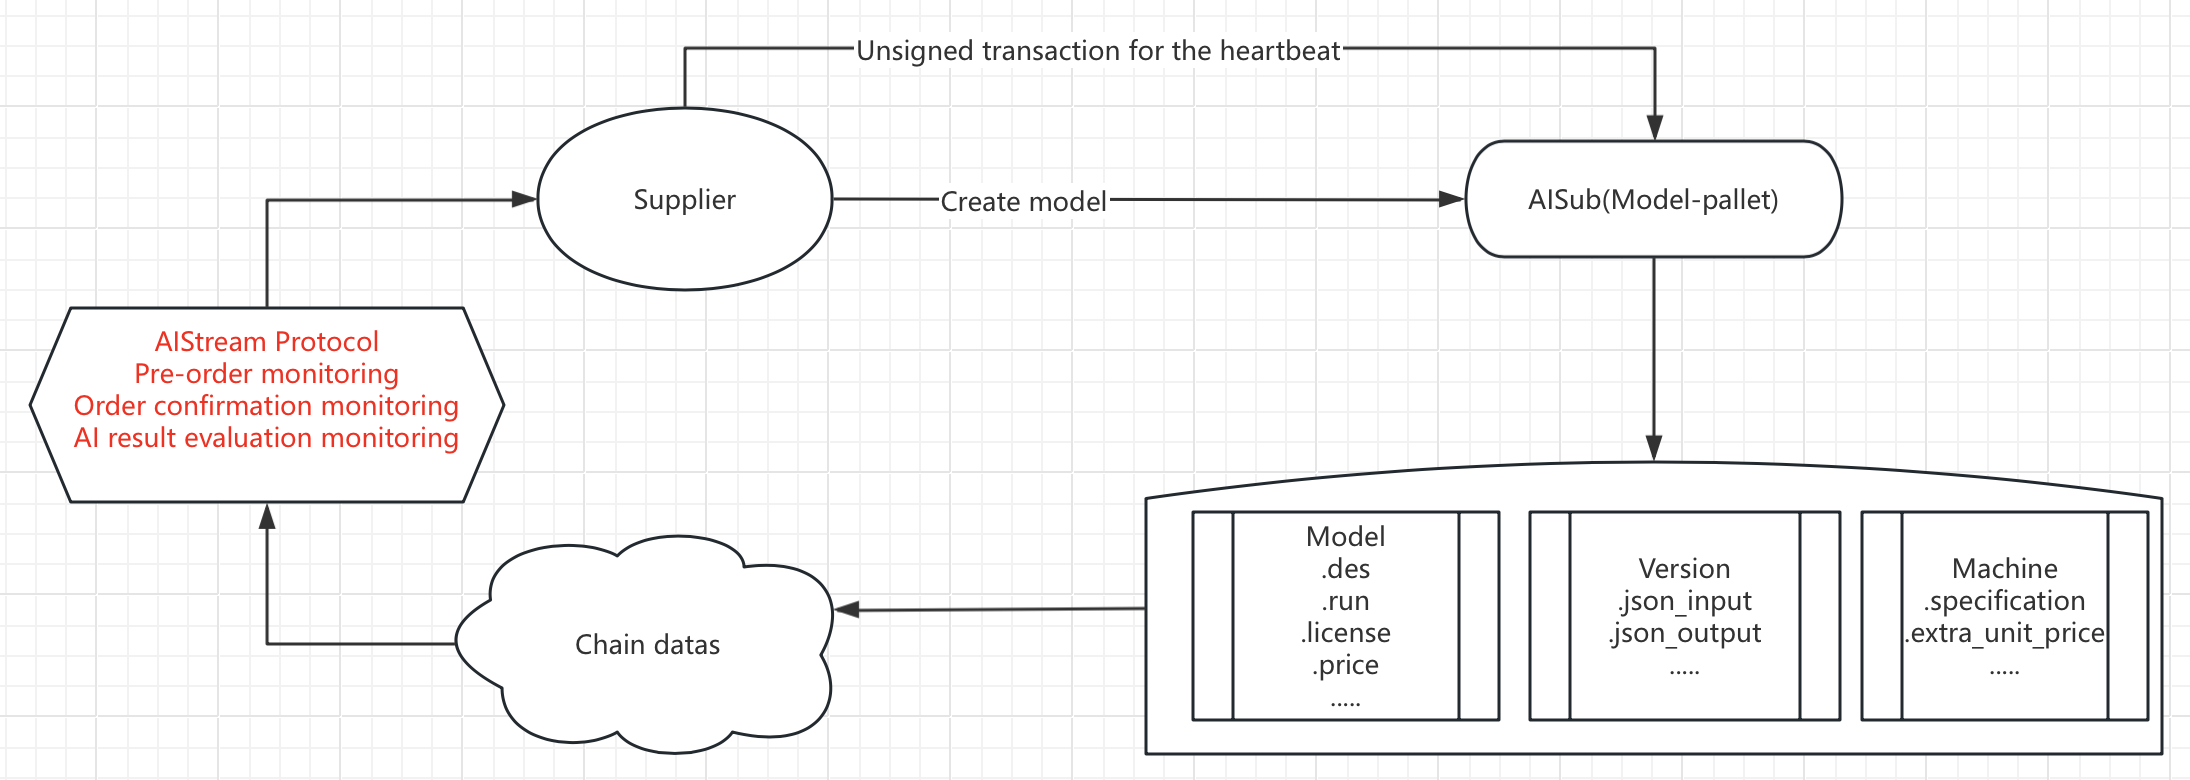 Unsigned transaction for the heartbeat
Supplier
Create model
AISub(Model-pallet)
AIStream Protocol
Pre-order monitoring
Order confirmation monitoring
AI result evaluation monitoring
Model
.des
.run
.license
.price
.....
Version
.json_input
.json_output
.....
Machine
.specification
.extra_unit_price
.....
Chain datas